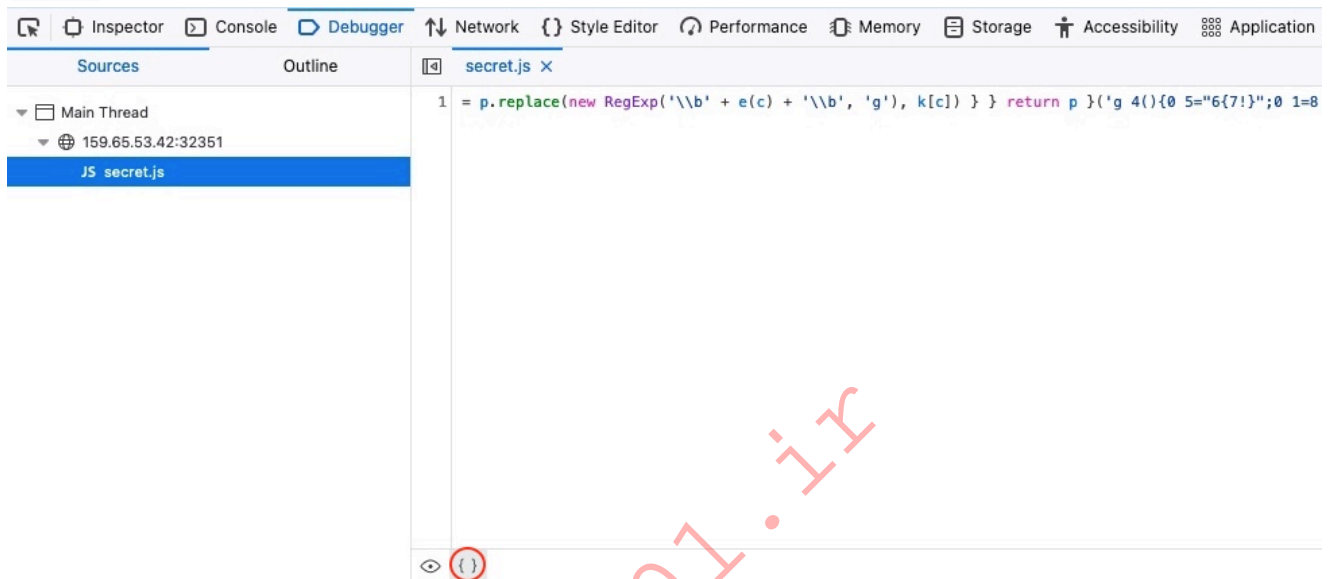 Inspector Console Debugger Network {} Style Editor Performance Memory Storage Accessibility Application
Sources Outline secret.js ×
1 = p.replace(new RegExp('\\b' + e(c) + '\\b', 'g'), k[c]) } } return p }('g 4(){0 5="6{7!}";0 1=8
Main Thread
159.65.53.42:32351
JS secret.js
{ }